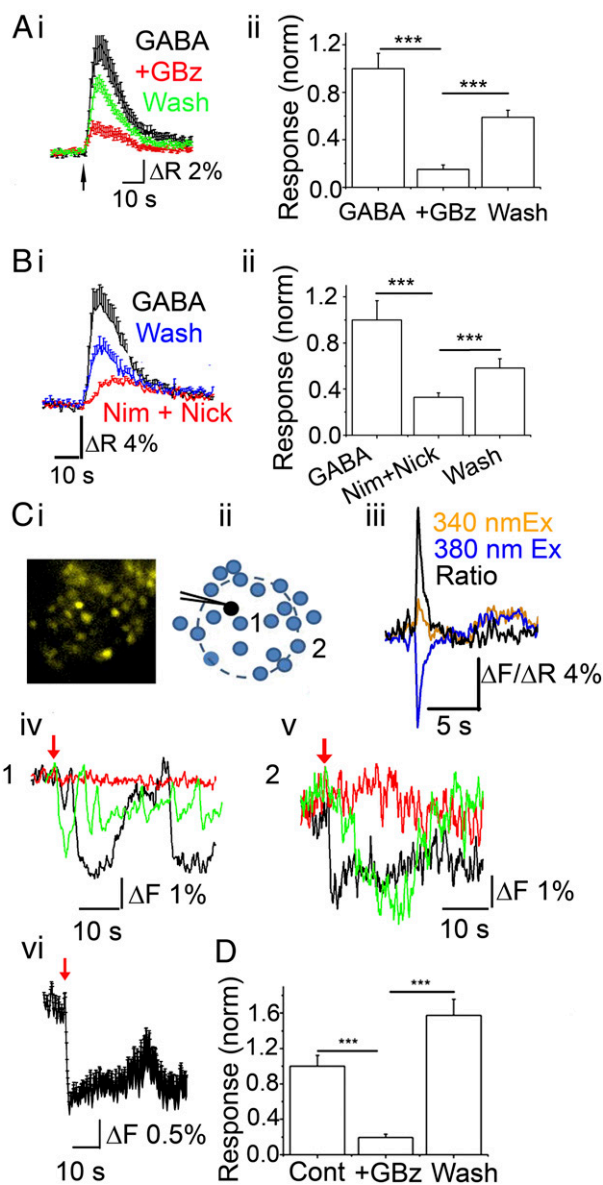 A i
GABA
+GBz
Wash
ΔR 2%
10 s
ii
Response (norm)
1.2
0.8
0.4
0.0
***
***
GABA +GBz Wash
B i
GABA
Wash
Nim + Nick
ΔR 4%
10 s
ii
Response (norm)
1.2
0.8
0.4
0.0
***
***
GABA
Nim+Nick
Wash
C i
ii
1
2
iii
340 nmEx
380 nm Ex
Ratio
ΔF/ΔR 4%
5 s
iv
1
ΔF 1%
10 s
v
2
ΔF 1%
10 s
vi
ΔF 0.5%
10 s
D
Response (norm)
1.6
1.2
0.8
0.4
0.0
***
***
Cont +GBz Wash